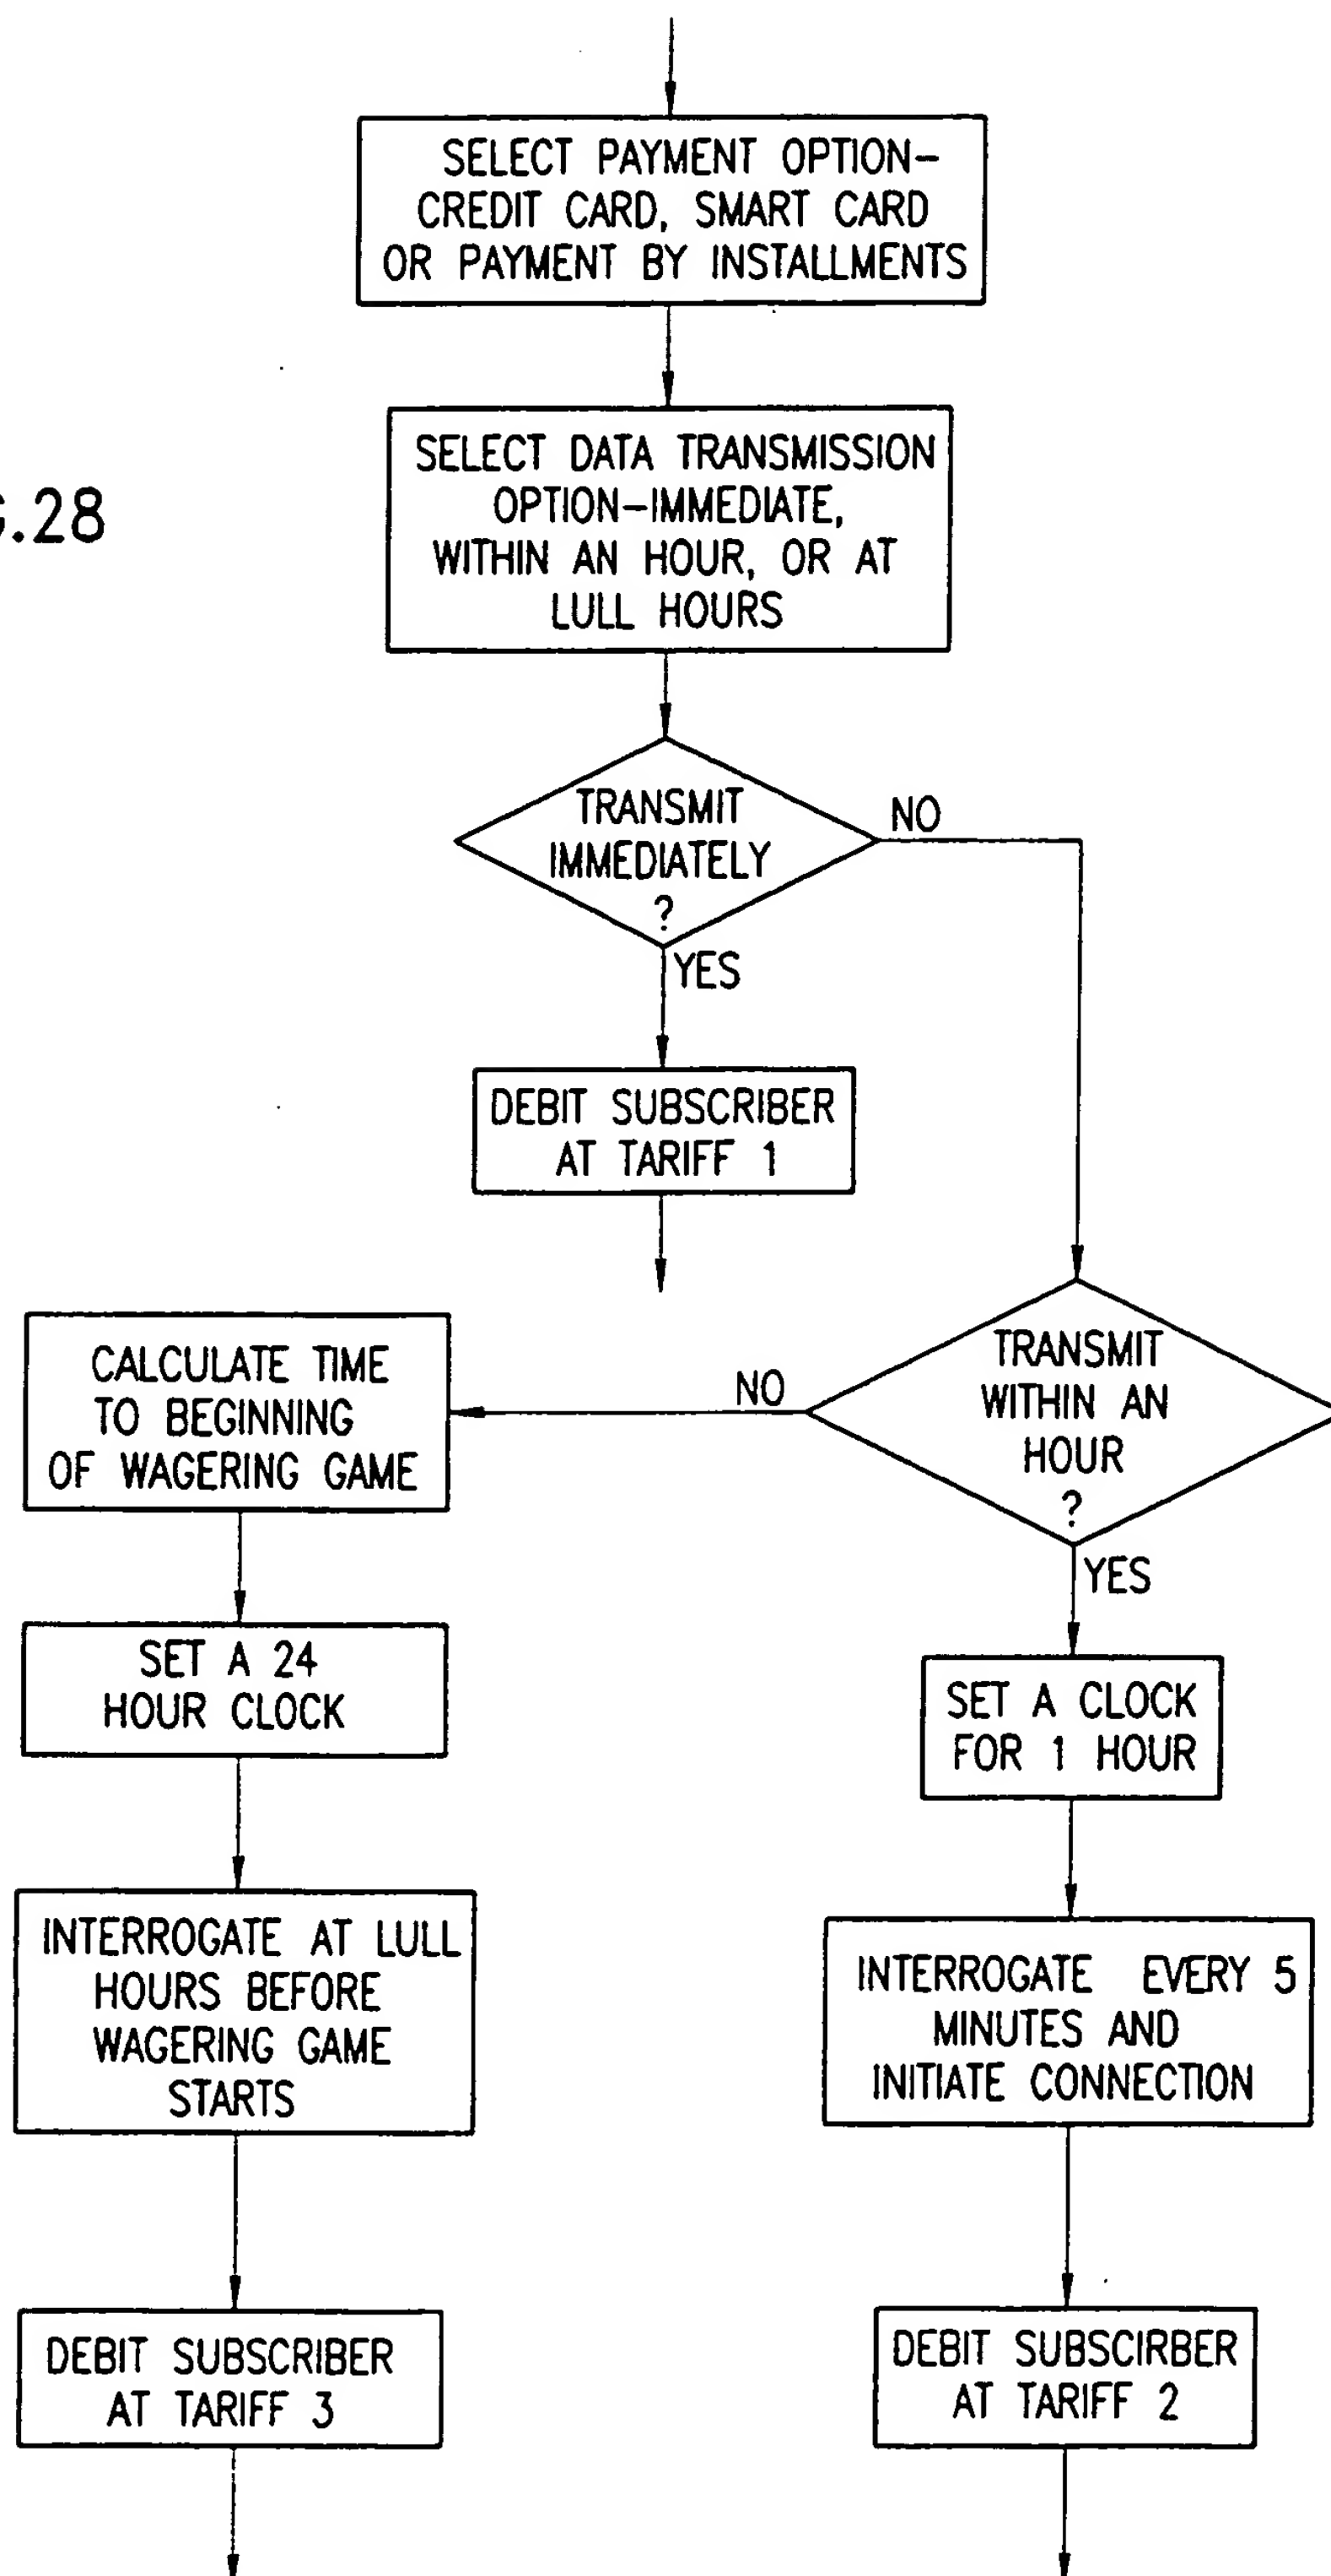 SELECT PAYMENT OPTION-
CREDIT CARD, SMART CARD
OR PAYMENT BY INSTALLMENTS
SELECT DATA TRANSMISSION
OPTION-IMMEDIATE,
WITHIN AN HOUR, OR AT
LULL HOURS
G.28
TRANSMIT
IMMEDIATELY
?
NO
YES
DEBIT SUBSCRIBER
AT TARIFF 1
CALCULATE TIME
TO BEGINNING
OF WAGERING GAME
NO
TRANSMIT
WITHIN AN
HOUR
?
YES
SET A 24
HOUR CLOCK
SET A CLOCK
FOR 1 HOUR
INTERROGATE AT LULL
HOURS BEFORE
WAGERING GAME
STARTS
INTERROGATE EVERY 5
MINUTES AND
INITIATE CONNECTION
DEBIT SUBSCRIBER
AT TARIFF 3
DEBIT SUBSCIRBER
AT TARIFF 2